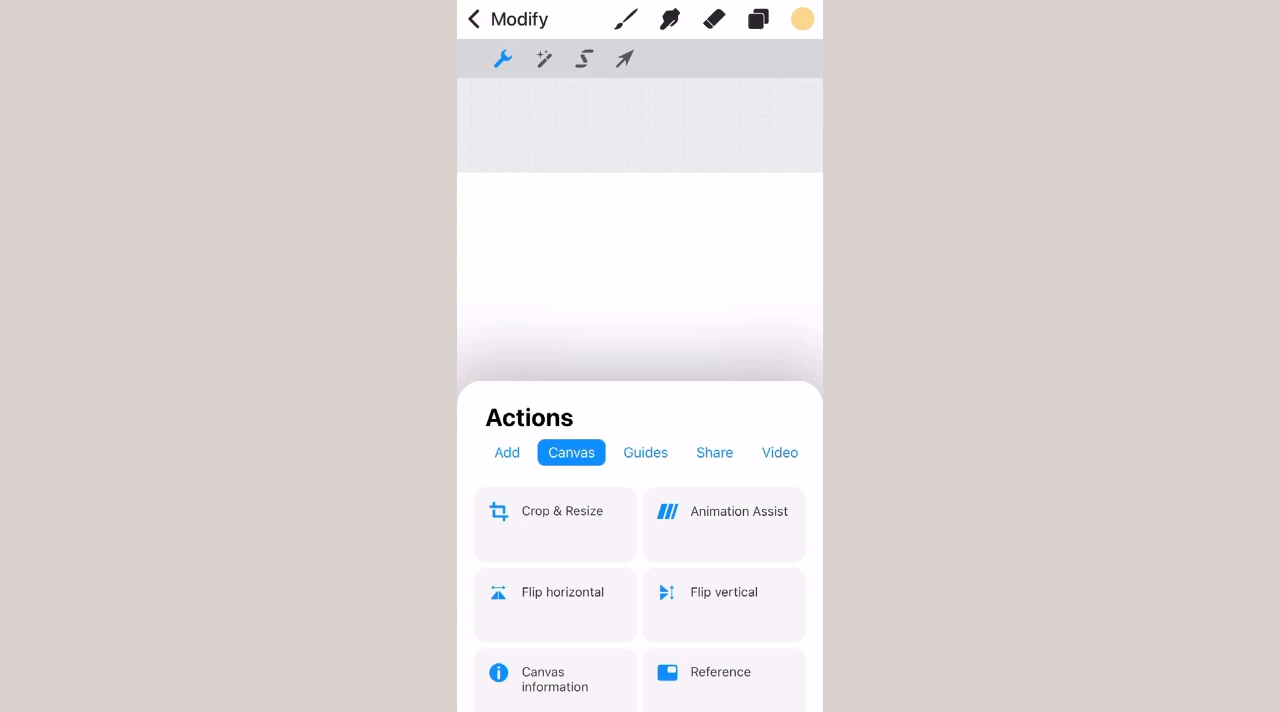 Modify
Actions
Add Canvas Guides Share Video
Crop & Resize Animation Assist
Flip horizontal Flip vertical
Canvas information Reference